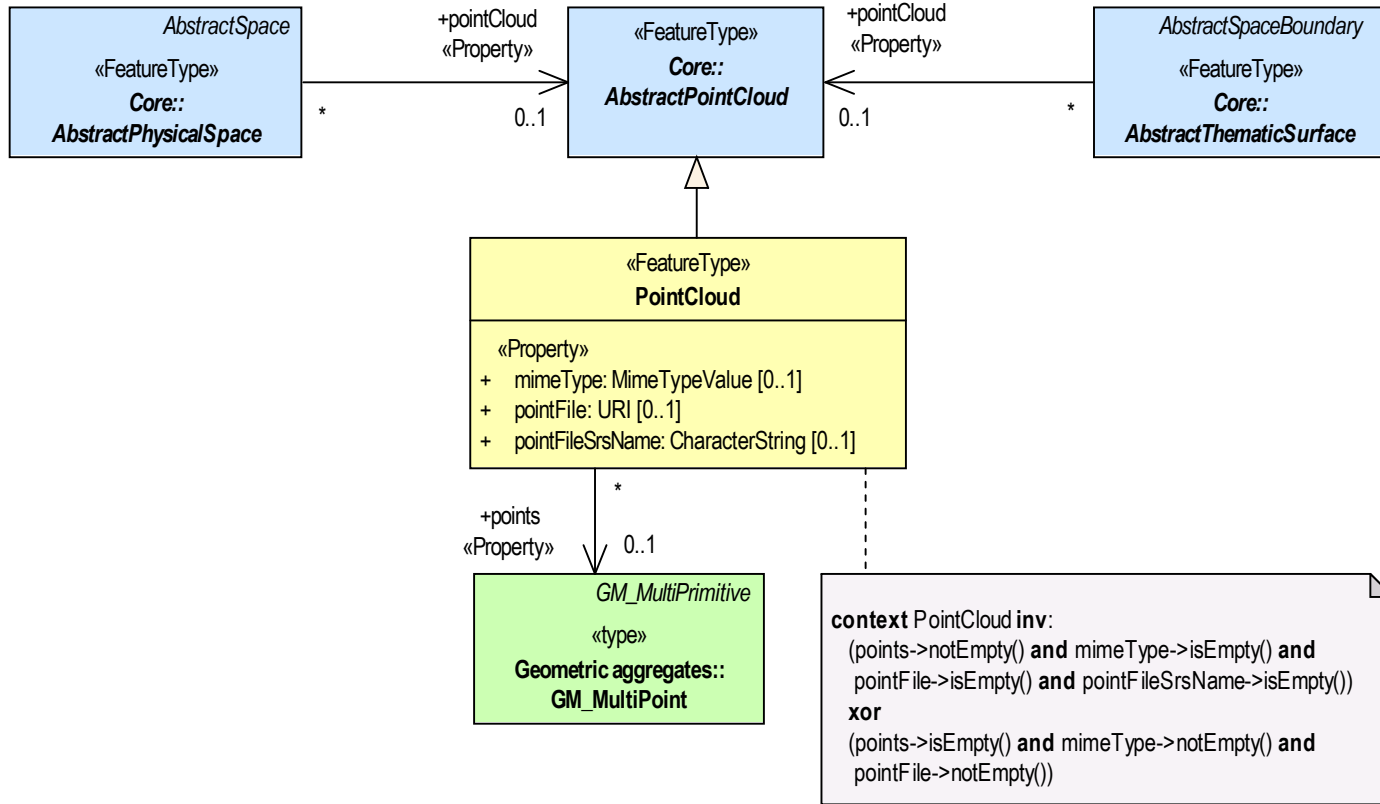 AbstractSpace
«FeatureType»
Core::
AbstractPhysicalSpace
+pointCloud
«Property»
*
0..1
«FeatureType»
Core::
AbstractPointCloud
+pointCloud
«Property»
0..1
*
AbstractSpaceBoundary
«FeatureType»
Core::
AbstractThematicSurface
«FeatureType»
PointCloud
«Property»
+ mimeType: MimeTypeValue [0..1]
+ pointFile: URI [0..1]
+ pointFileSrsName: CharacterString [0..1]
*
+points
«Property»
0..1
GM_MultiPrimitive
«type»
Geometric aggregates::
GM_MultiPoint
context PointCloud inv:
(points->notEmpty() and mimeType->isEmpty() and
pointFile->isEmpty() and pointFileSrsName->isEmpty())
xor
(points->isEmpty() and mimeType->notEmpty() and
pointFile->notEmpty())